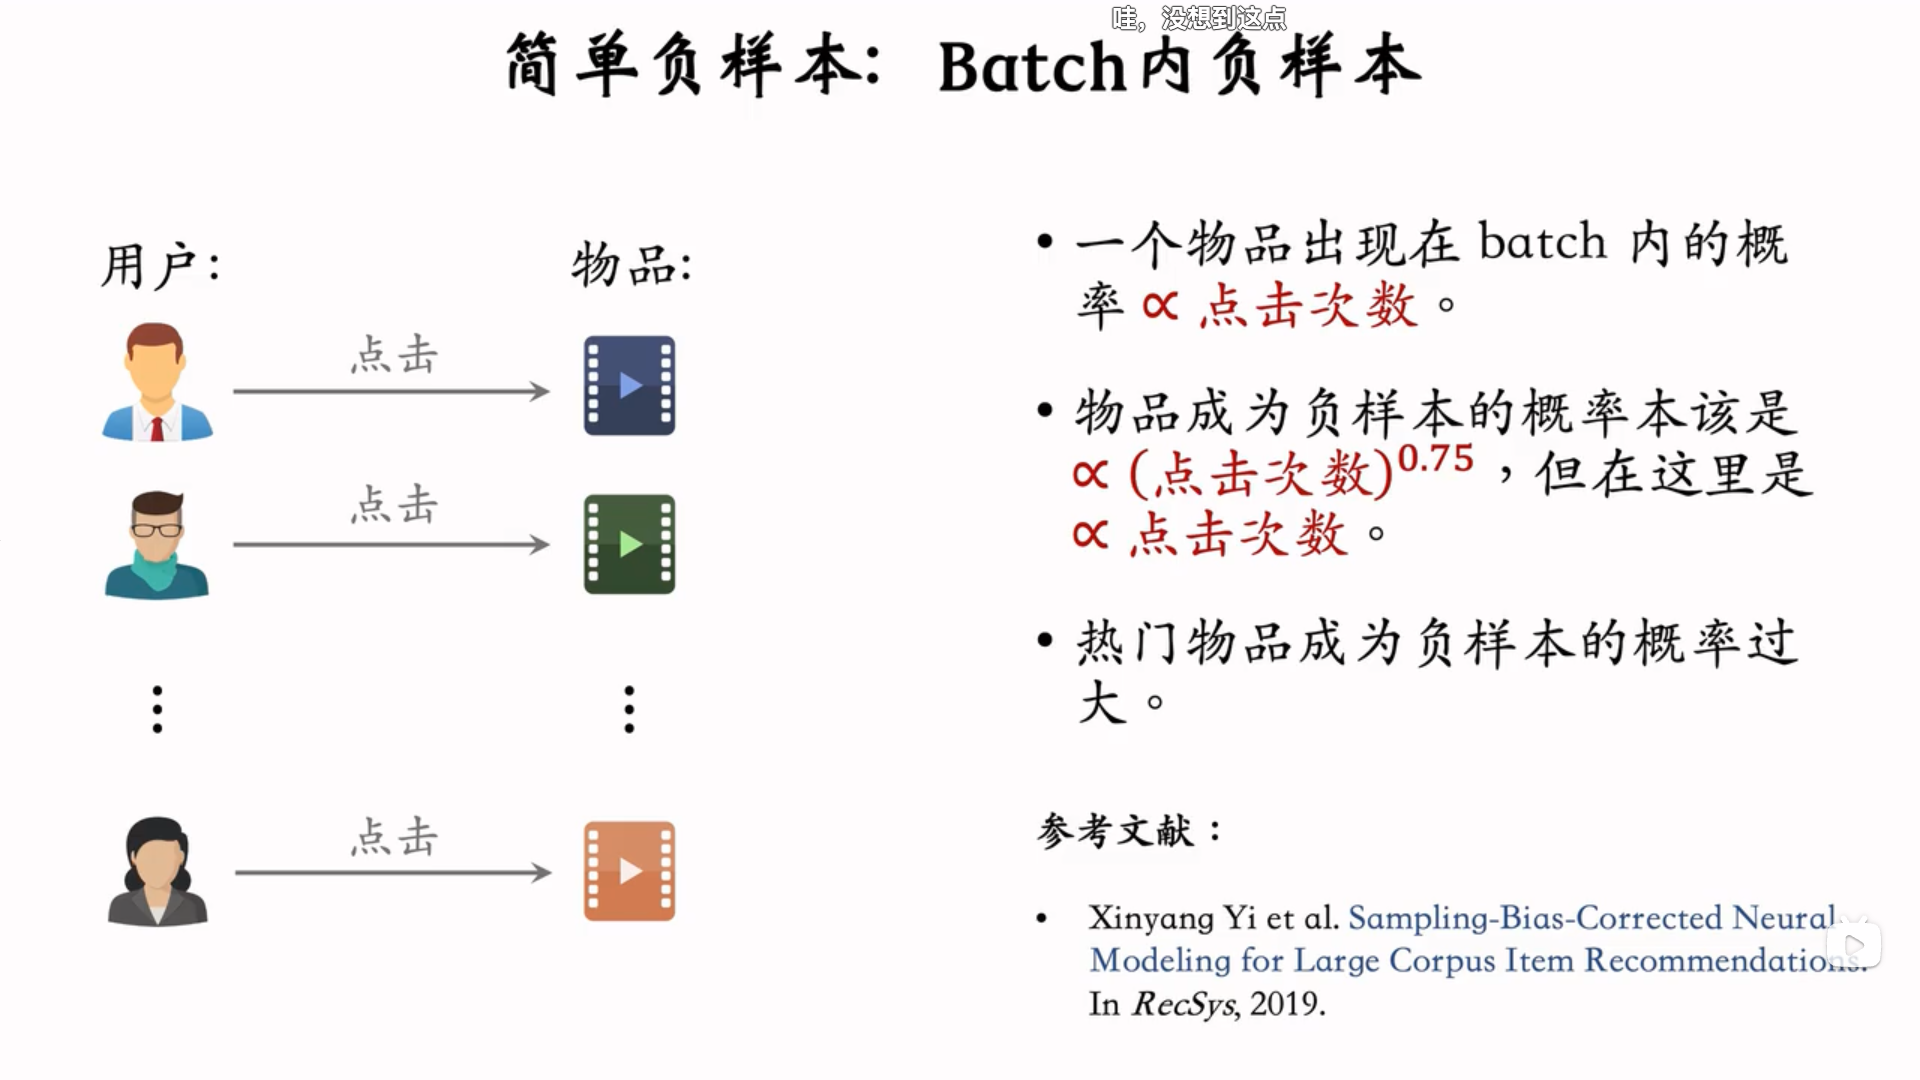 哇，没想到这点
简单负样本： Batch内负样本
用户：
物品：
点击
点击
点击
• 一个物品出现在 batch 内的概
率 ∝ 点击次数。
• 物品成为负样本的概率本该是
∝ (点击次数)^0.75，但在这里是
∝ 点击次数。
• 热门物品成为负样本的概率过
大。
参考文献：
• Xinyang Yi et al. Sampling-Bias-Corrected Neural
Modeling for Large Corpus Item Recommendations.
In RecSys, 2019.